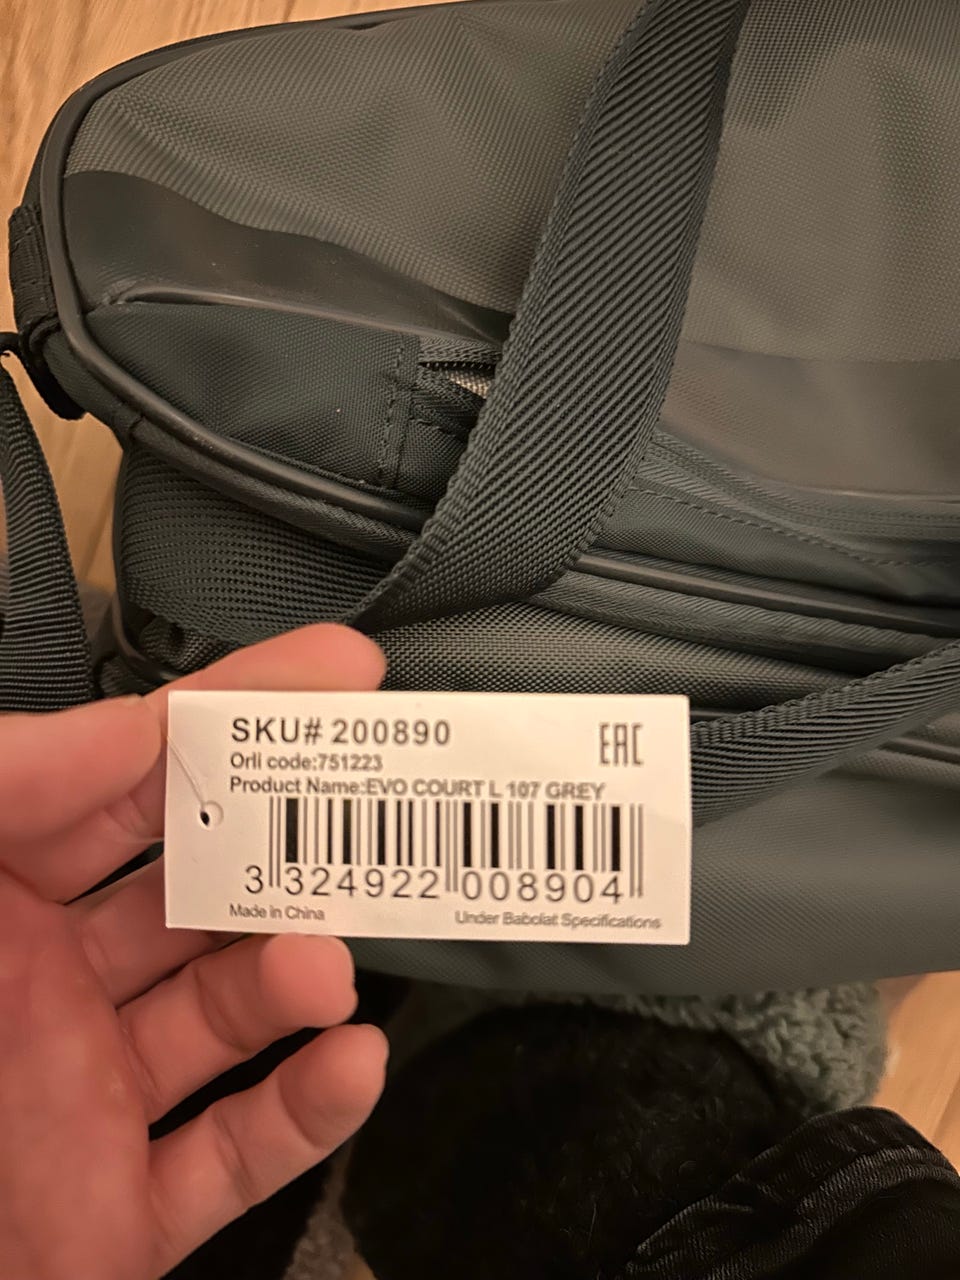 SKU# 200890
EAC
Orli code:751223
Product Name:EVO COURT L 107 GREY
3 324922 008904
Made in China
Under Babolat Specifications